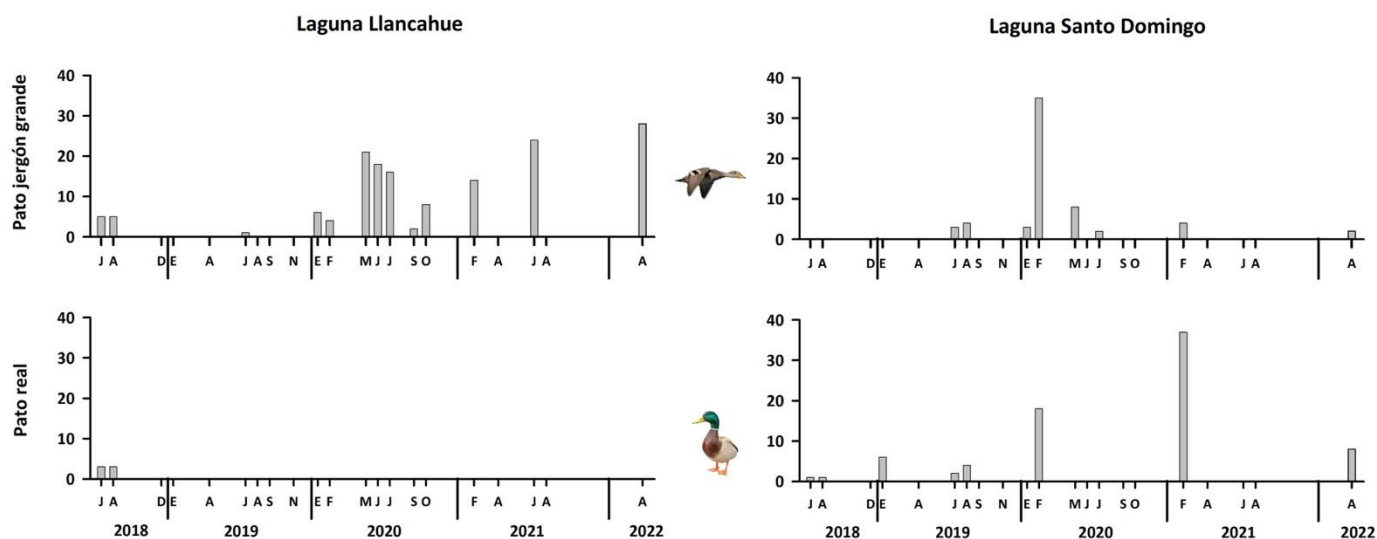 Laguna Llancahue
Pato jergón grande
40
30
20
10
0
J A D E A J A S N E F M J J S O F A J A A
Laguna Santo Domingo
40
30
20
10
0
J A D E A J A S N E F M J J S O F A J A A
Pato real
40
30
20
10
0
J A D E A J A S N E F M J J S O F A J A A
2018 2019 2020 2021 2022
40
30
20
10
0
J A D E A J A S N E F M J J S O F A J A A
2018 2019 2020 2021 2022